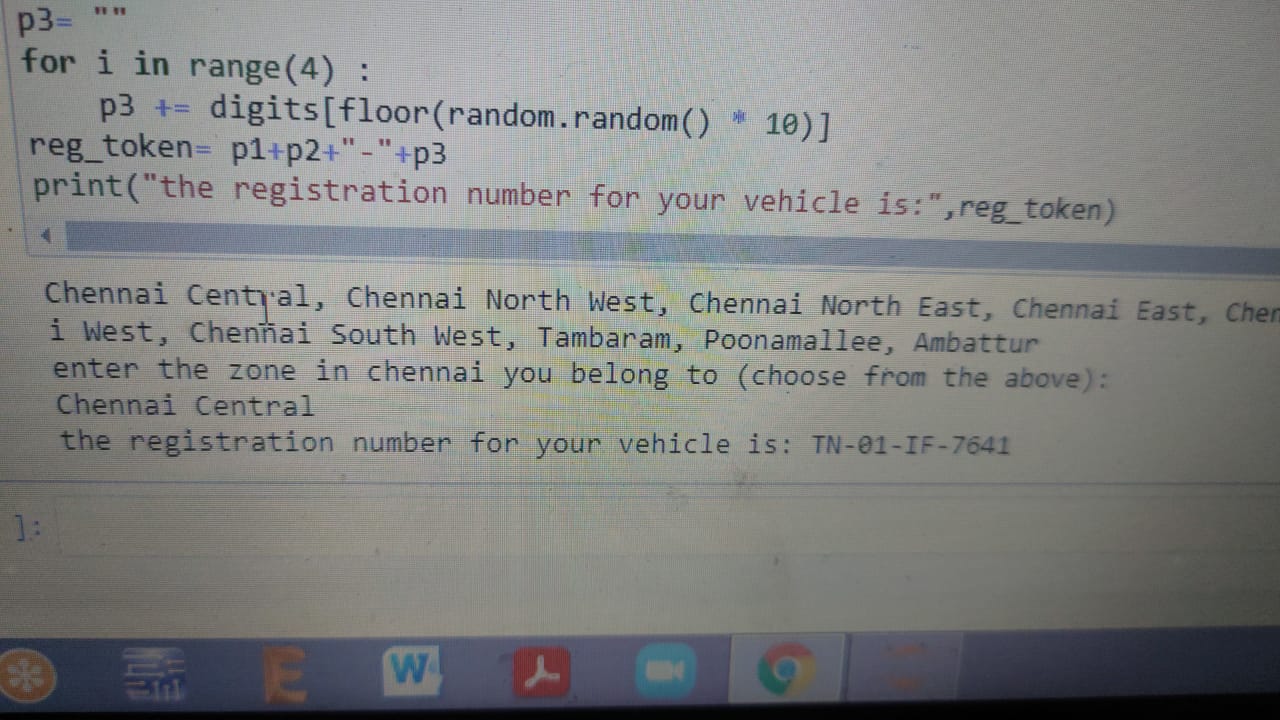 p3= ""
for i in range(4) :
    p3 += digits[floor(random.random() * 10)]
reg_token= p1+p2+"-"+p3
print("the registration number for your vehicle is:",reg_token)
Chennai Central, Chennai North West, Chennai North East, Chennai East, Chen
i West, Chennai South West, Tambaram, Poonamallee, Ambattur
enter the zone in chennai you belong to (choose from the above):
Chennai Central
the registration number for your vehicle is: TN-01-IF-7641
]:
E W